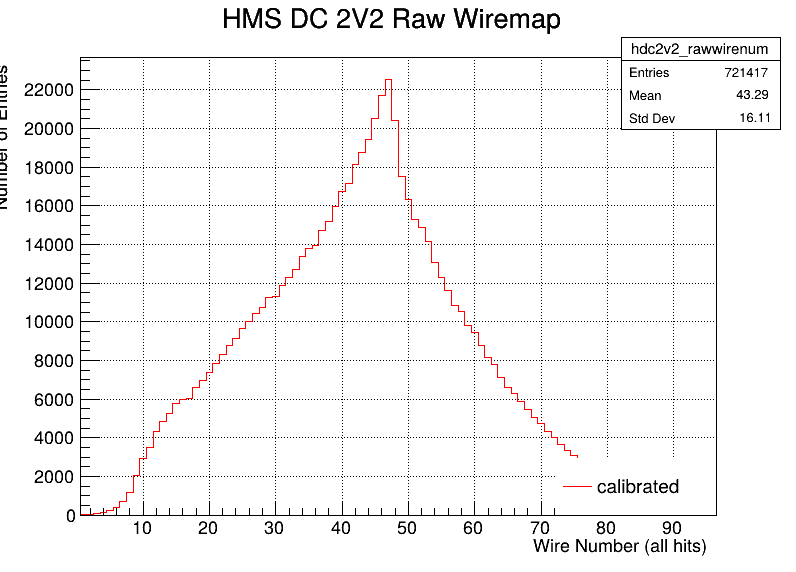 HMS DC 2V2 Raw Wiremap
hdc2v2_rawwirenum
Entries 721417
Mean 43.29
Std Dev 16.11
Number of Entries
22000
20000
18000
16000
14000
12000
10000
8000
6000
4000
2000
0
calibrated
10 20 30 40 50 60 70 80 90
Wire Number (all hits)